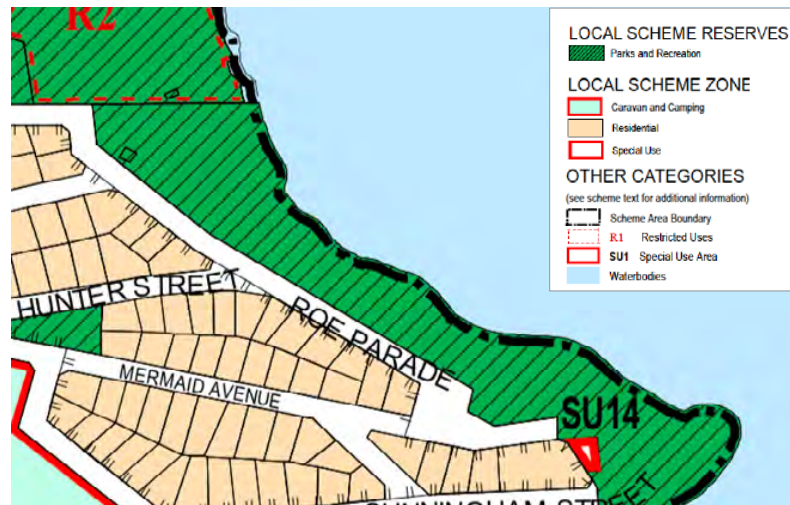 R2
HUNTER STREET
ROE PARADE
MERMAID AVENUE
SU14
CUNNINGHAM STREET
LOCAL SCHEME RESERVES
Parks and Recreation
LOCAL SCHEME ZONE
Caravan and Camping
Residential
Special Use
OTHER CATEGORIES
(see scheme text for additional information)
Scheme Area Boundary
R1 Restricted Uses
SU1 Special Use Area
Waterbodies